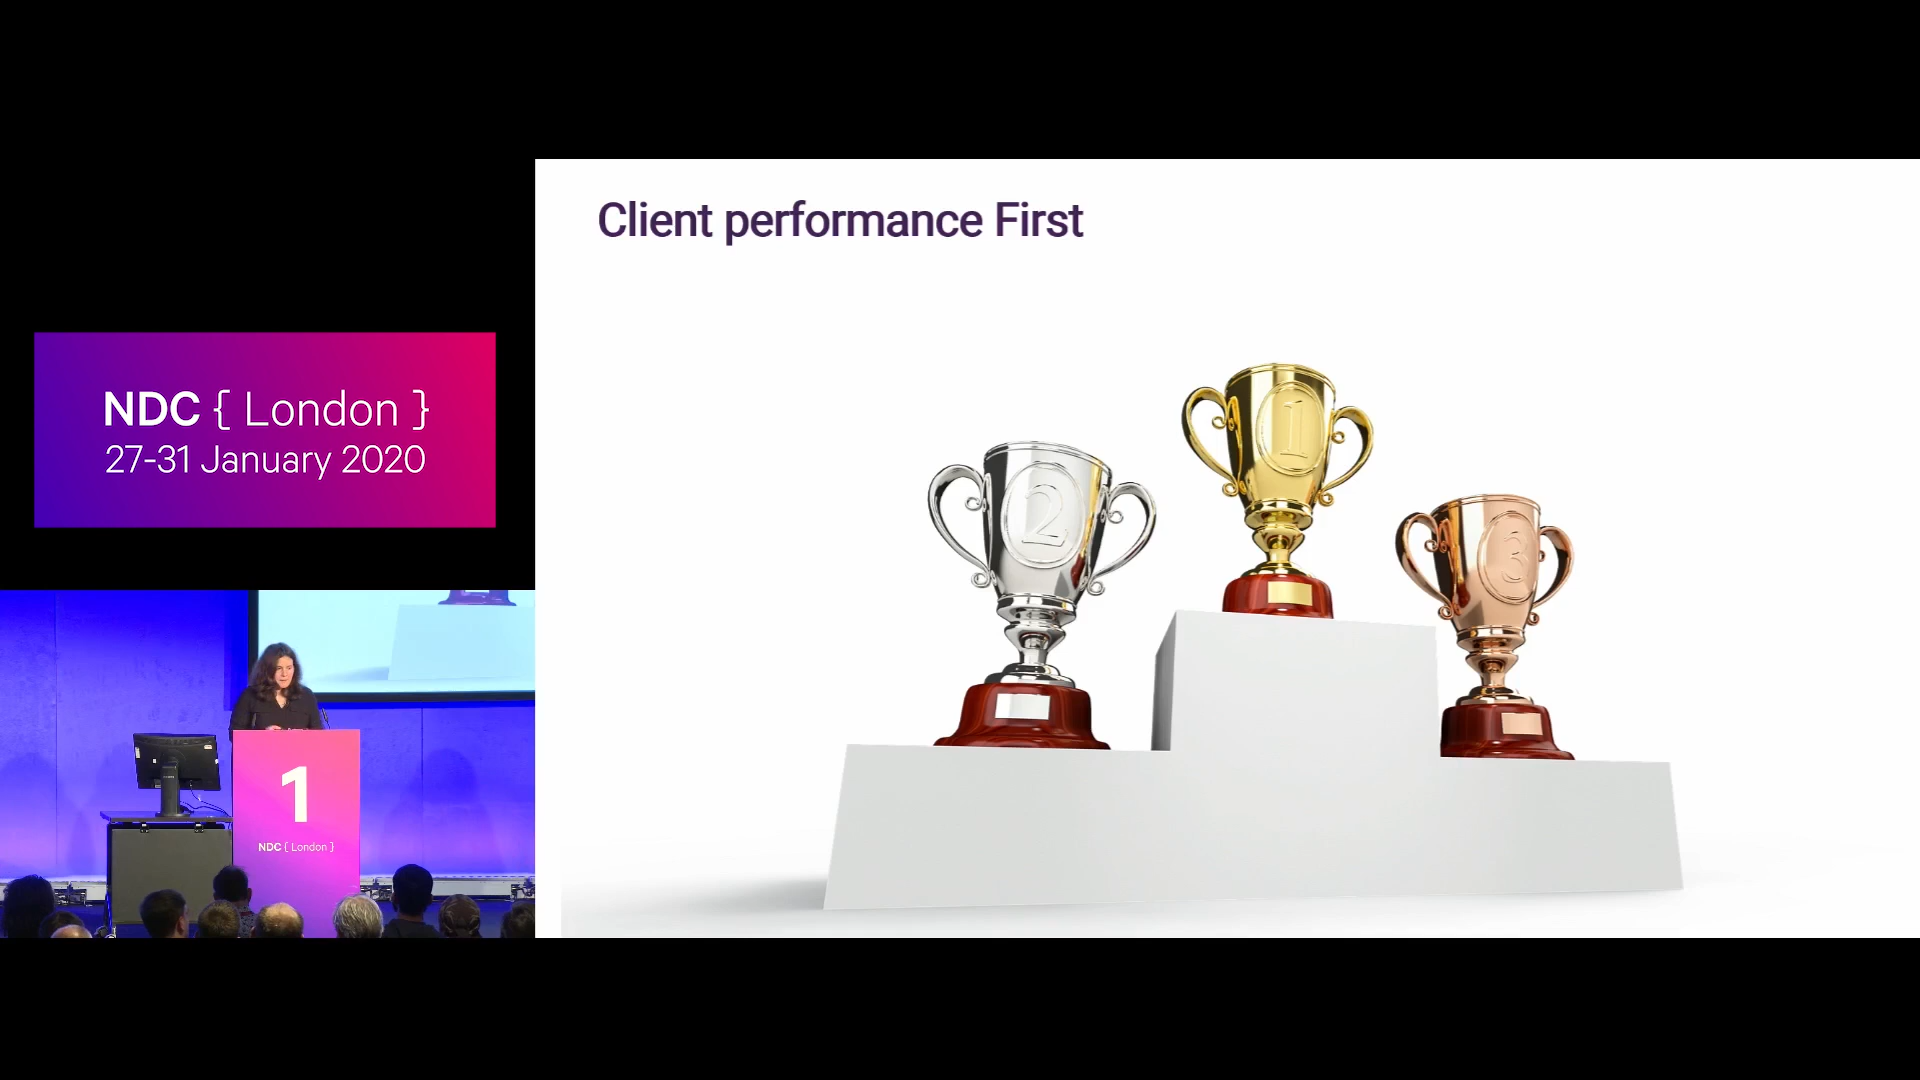 Client performance First
NDC { London }
27-31 January 2020
1
2
3
1
NDC { London }